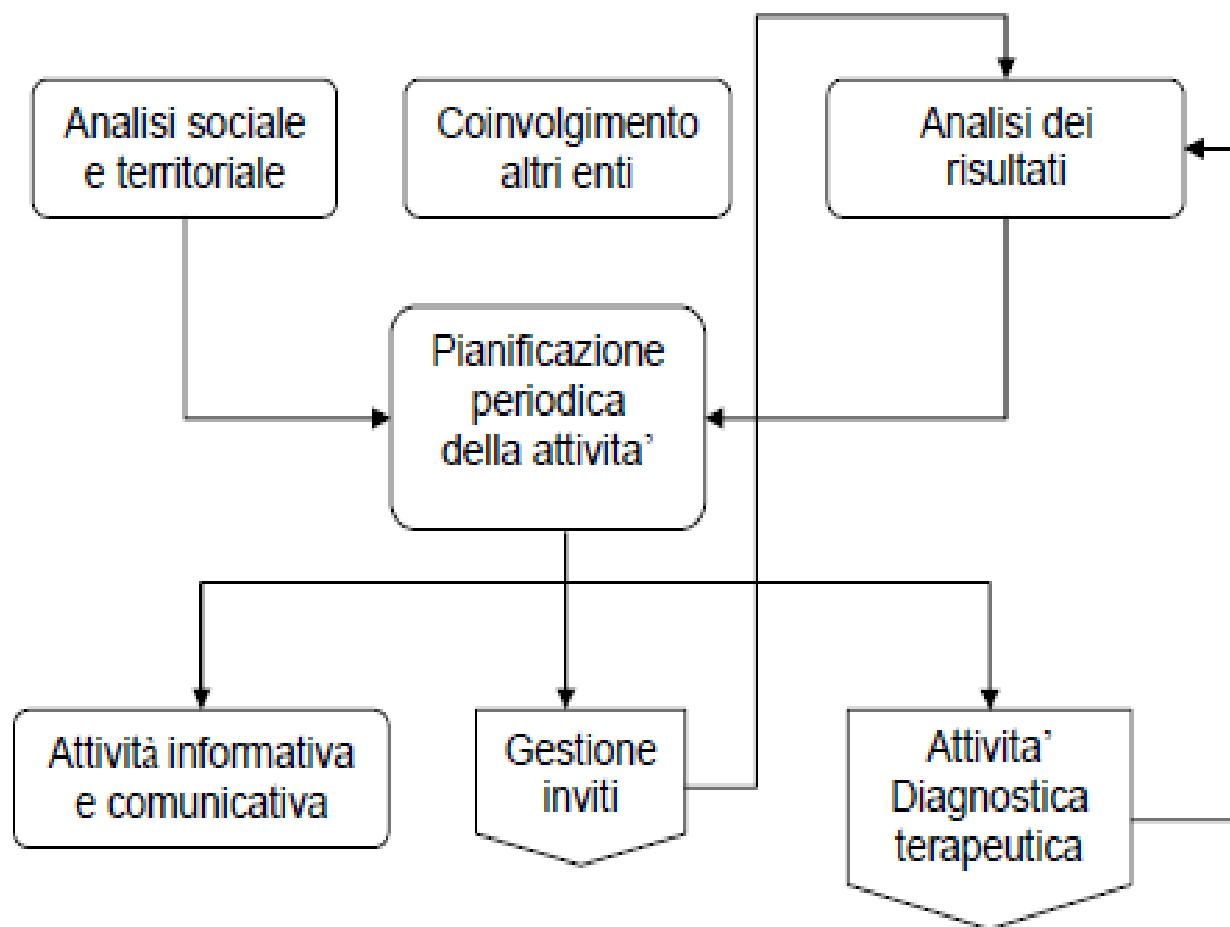 Analisi sociale
e territoriale
Coinvolgimento
altri enti
Analisi dei
risultati
Pianificazione
periodica
della attivita’
Attività informativa
e comunicativa
Gestione
inviti
Attivita’
Diagnostica
terapeutica